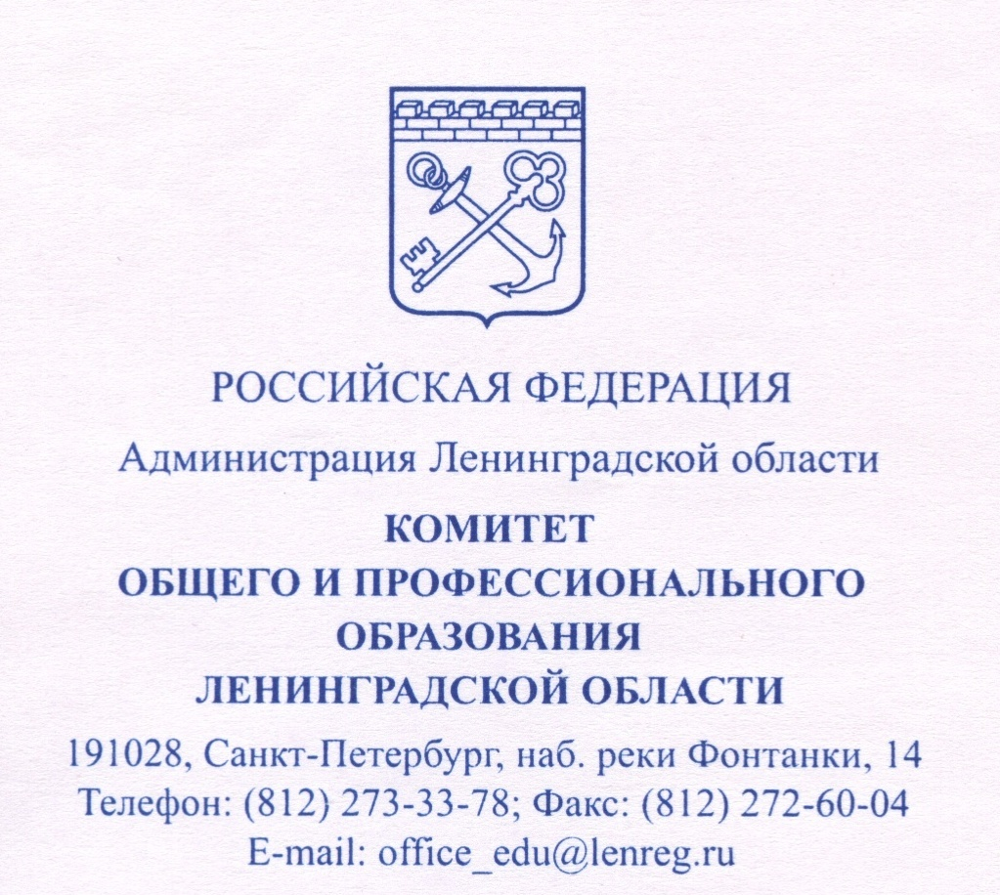 РОССИЙСКАЯ ФЕДЕРАЦИЯ
Администрация Ленинградской области
КОМИТЕТ
ОБЩЕГО И ПРОФЕССИОНАЛЬНОГО
ОБРАЗОВАНИЯ
ЛЕНИНГРАДСКОЙ ОБЛАСТИ
191028, Санкт-Петербург, наб. реки Фонтанки, 14
Телефон: (812) 273-33-78; Факс: (812) 272-60-04
E-mail: office_edu@lenreg.ru